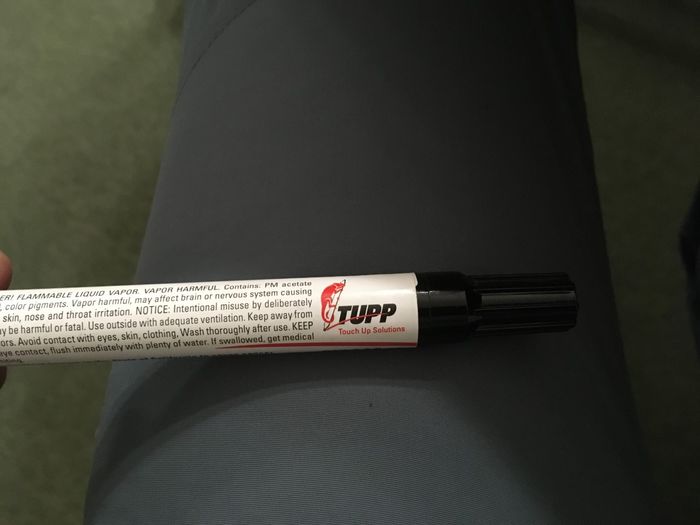 ER! FLAMMABLE LIQUID VAPOR. VAPOR HARMFUL. Contains: PM acetate
, color pigments. Vapor harmful, may affect brain or nervous system causing
skin, nose and throat irritation. NOTICE: Intentional misuse by deliberately
y be harmful or fatal. Use outside with adequate ventilation. Keep away from
ors. Avoid contact with eyes, skin, clothing, Wash thoroughly after use. KEEP
eye contact, flush immediately with plenty of water. If swallowed, get medical
TUPP
Touch Up Solutions